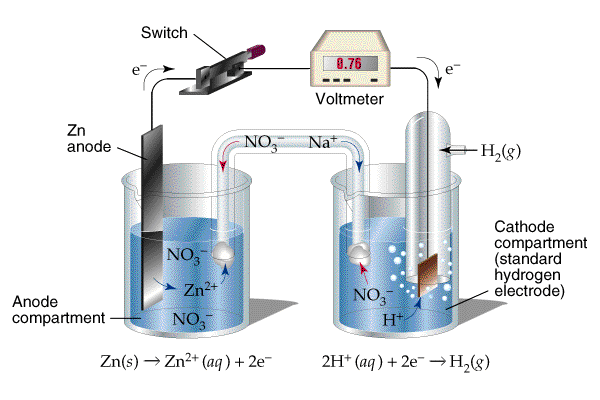 Switch
e⁻
0.76
e⁻
Voltmeter
Zn
anode
NO₃⁻ Na⁺
H₂(g)
Cathode
compartment
(standard
hydrogen
electrode)
NO₃⁻
Zn²⁺
NO₃⁻
NO₃⁻
H⁺
Anode
compartment
Zn(s) → Zn²⁺(aq) + 2e⁻
2H⁺(aq) + 2e⁻ → H₂(g)